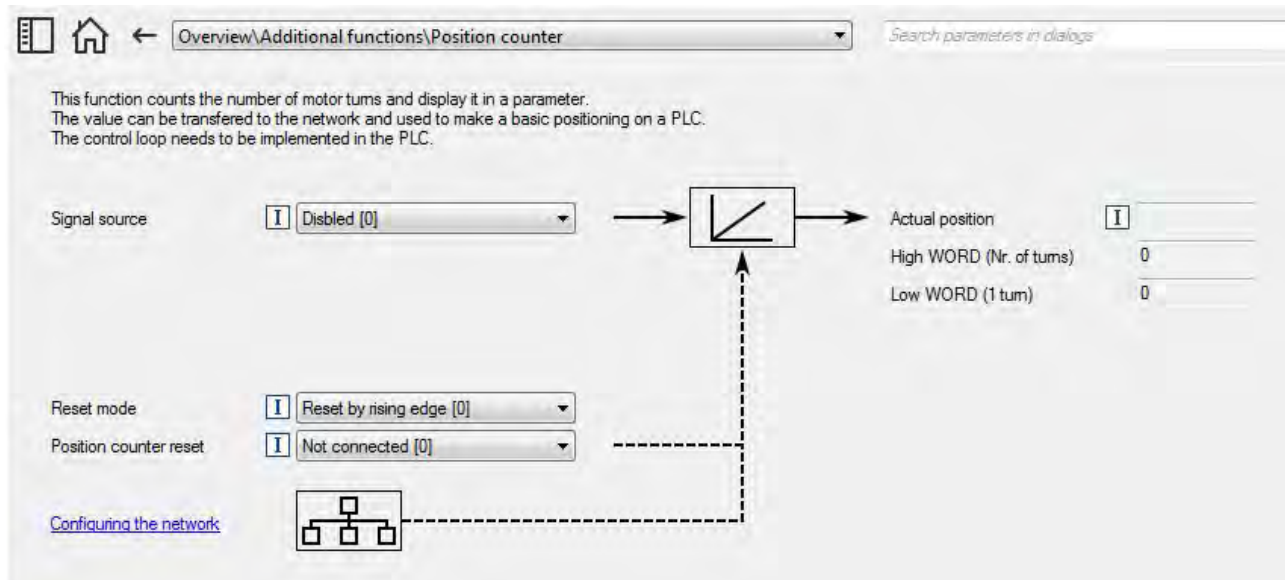 Overview\Additional functions\Position counter
Search parameters in dialogs
This function counts the number of motor turns and display it in a parameter.
The value can be transfered to the network and used to make a basic positioning on a PLC.
The control loop needs to be implemented in the PLC.
Signal source
I
Disbled [0]
Actual position
I
High WORD (Nr. of turns)
0
Low WORD (1 turn)
0
Reset mode
I
Reset by rising edge [0]
Position counter reset
I
Not connected [0]
Configuring the network